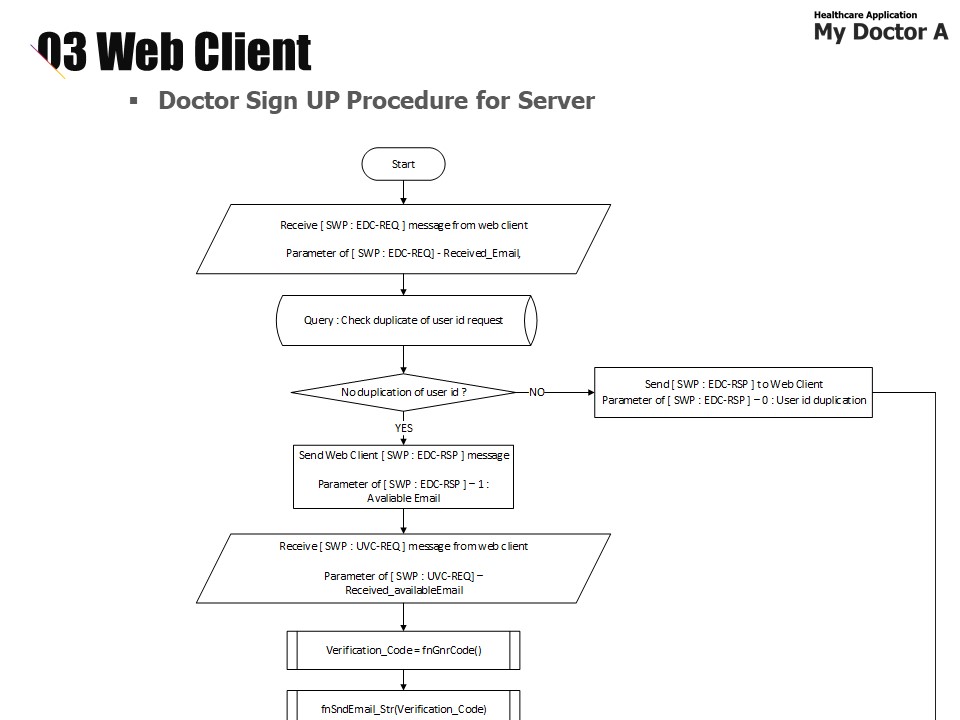 Healthcare Application
My Doctor A
03 Web Client
▪ Doctor Sign UP Procedure for Server
Start
Receive [ SWP : EDC-REQ ] message from web client
Parameter of [ SWP : EDC-REQ] - Received_Email,
Query : Check duplicate of user id request
No duplication of user id ?
NO
Send [ SWP : EDC-RSP ] to Web Client
Parameter of [ SWP : EDC-RSP ] – 0 : User id duplication
YES
Send Web Client [ SWP : EDC-RSP ] message
Parameter of [ SWP : EDC-RSP ] – 1 :
Avaliable Email
Receive [ SWP : UVC-REQ ] message from web client
Parameter of [ SWP : UVC-REQ] –
Received_availableEmail
Verification_Code = fnGnrCode()
fnSndEmail_Str(Verification_Code)